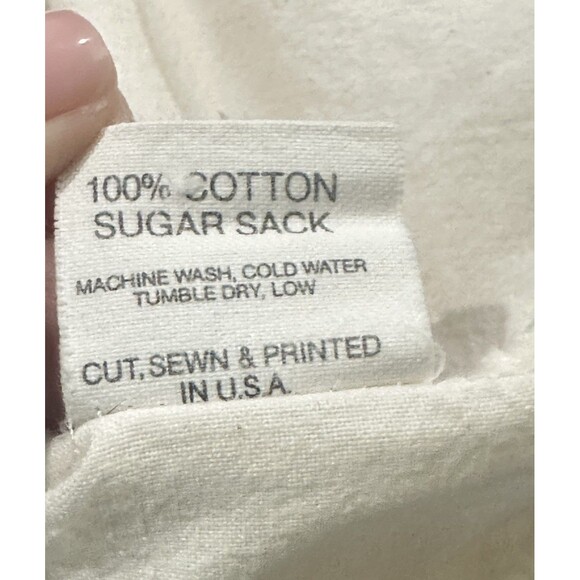 100% COTTON
SUGAR SACK
MACHINE WASH, COLD WATER
TUMBLE DRY, LOW
CUT, SEWN & PRINTED
IN U.S.A.